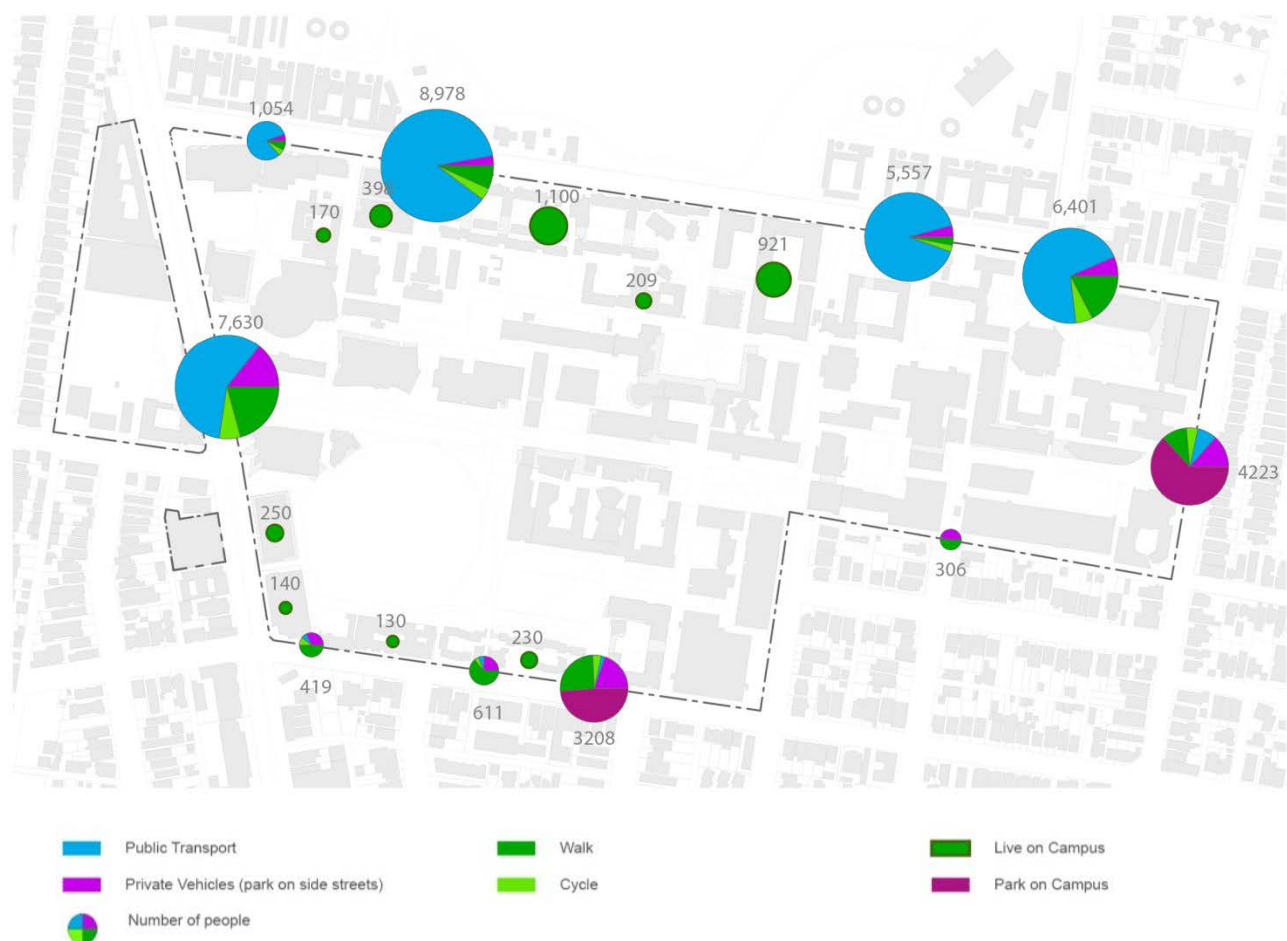 8,978
1,054
5,557
398
1,100
6,401
170
921
209
7,630
4223
250
306
140
130
230
419
611
3208
Public Transport
Walk
Live on Campus
Private Vehicles (park on side streets)
Cycle
Park on Campus
Number of people